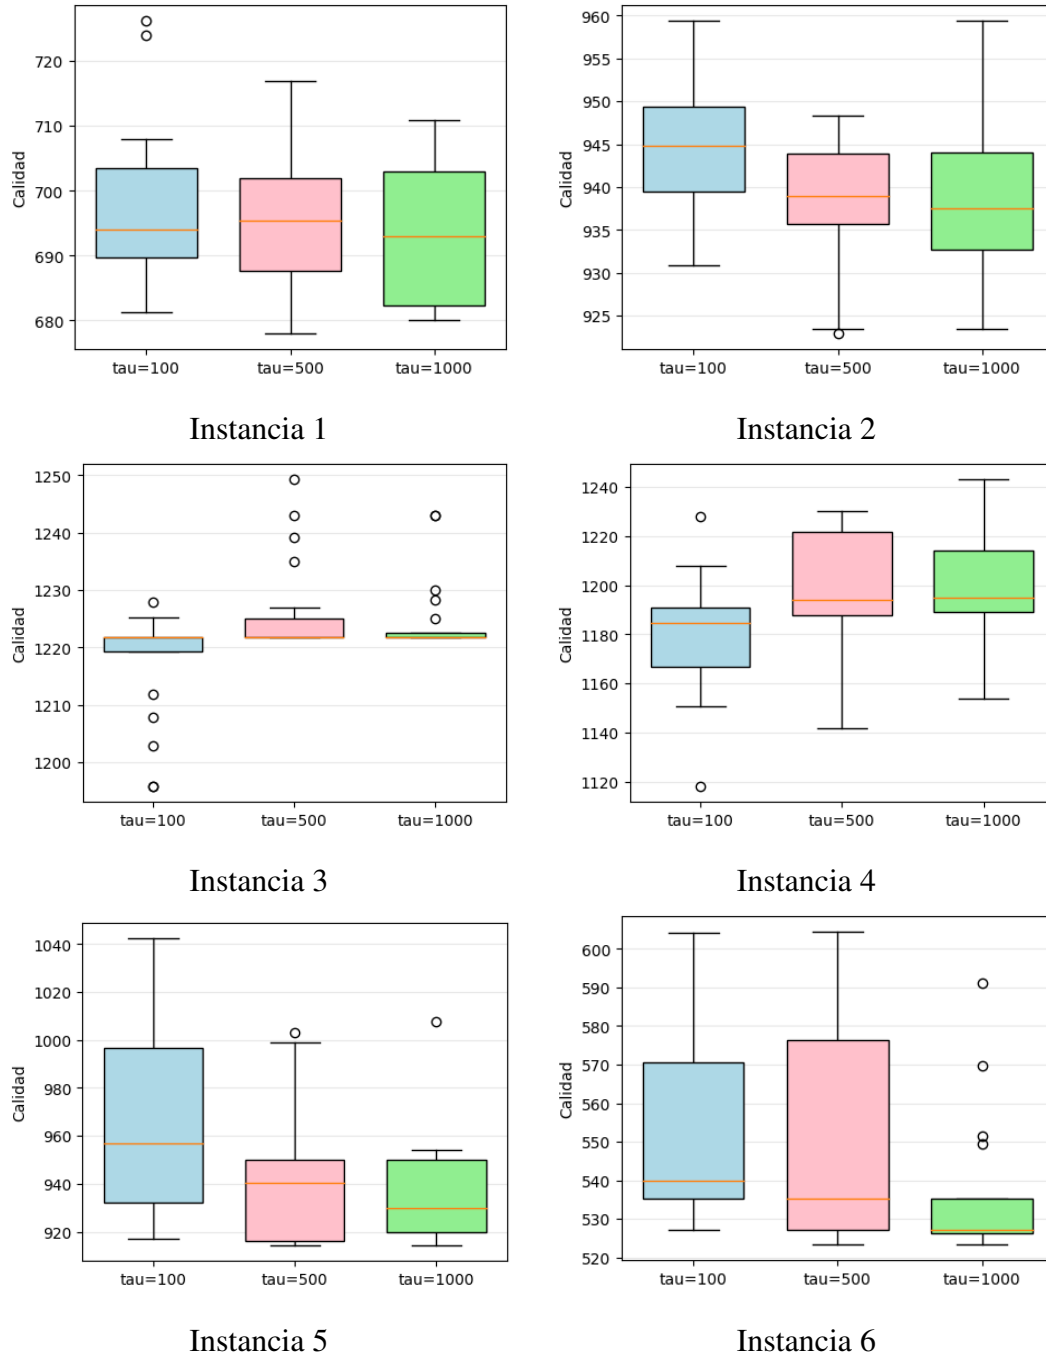 720
710
700
690
680
Calidad
tau=100
tau=500
tau=1000
Instancia 1
960
955
950
945
940
935
930
925
Calidad
tau=100
tau=500
tau=1000
Instancia 2
1250
1240
1230
1220
1210
1200
Calidad
tau=100
tau=500
tau=1000
Instancia 3
1240
1220
1200
1180
1160
1140
1120
Calidad
tau=100
tau=500
tau=1000
Instancia 4
1040
1020
1000
980
960
940
920
Calidad
tau=100
tau=500
tau=1000
Instancia 5
600
590
580
570
560
550
540
530
520
Calidad
tau=100
tau=500
tau=1000
Instancia 6